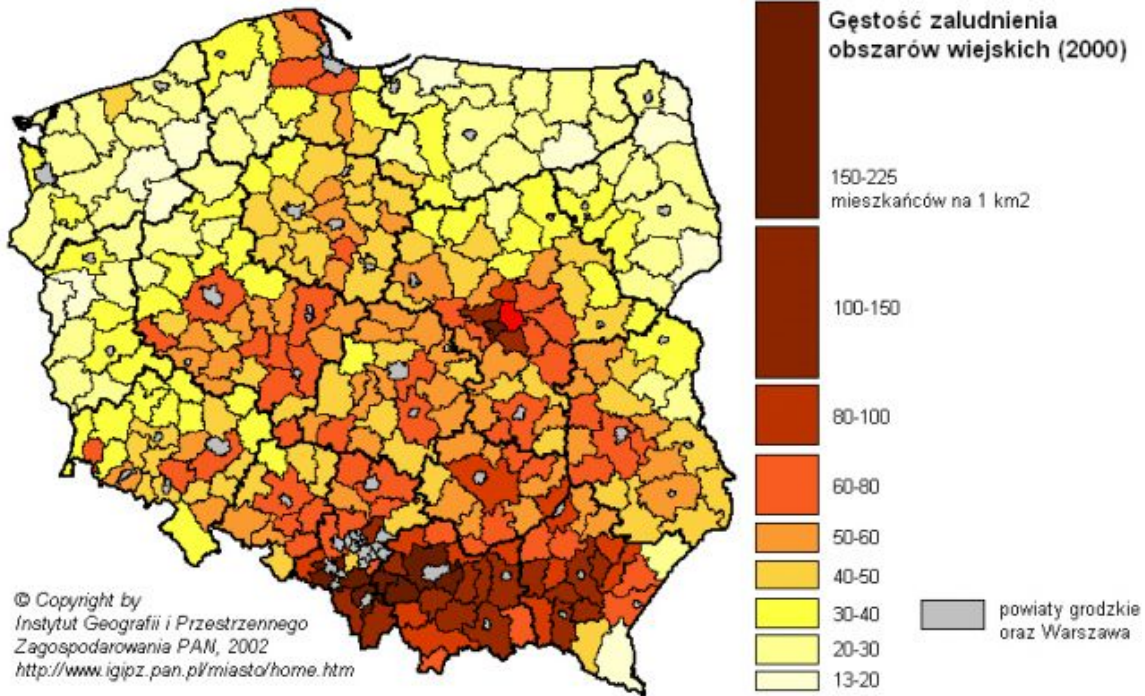 Gęstość zaludnienia
obszarów wiejskich (2000)
150-225
mieszkańców na 1 km2
100-150
80-100
60-80
50-60
40-50
30-40
20-30
13-20
powiaty grodzkie
oraz Warszawa
© Copyright by
Instytut Geografii i Przestrzennego
Zagospodarowania PAN, 2002
http://www.igipz.pan.pl/miasto/home.htm